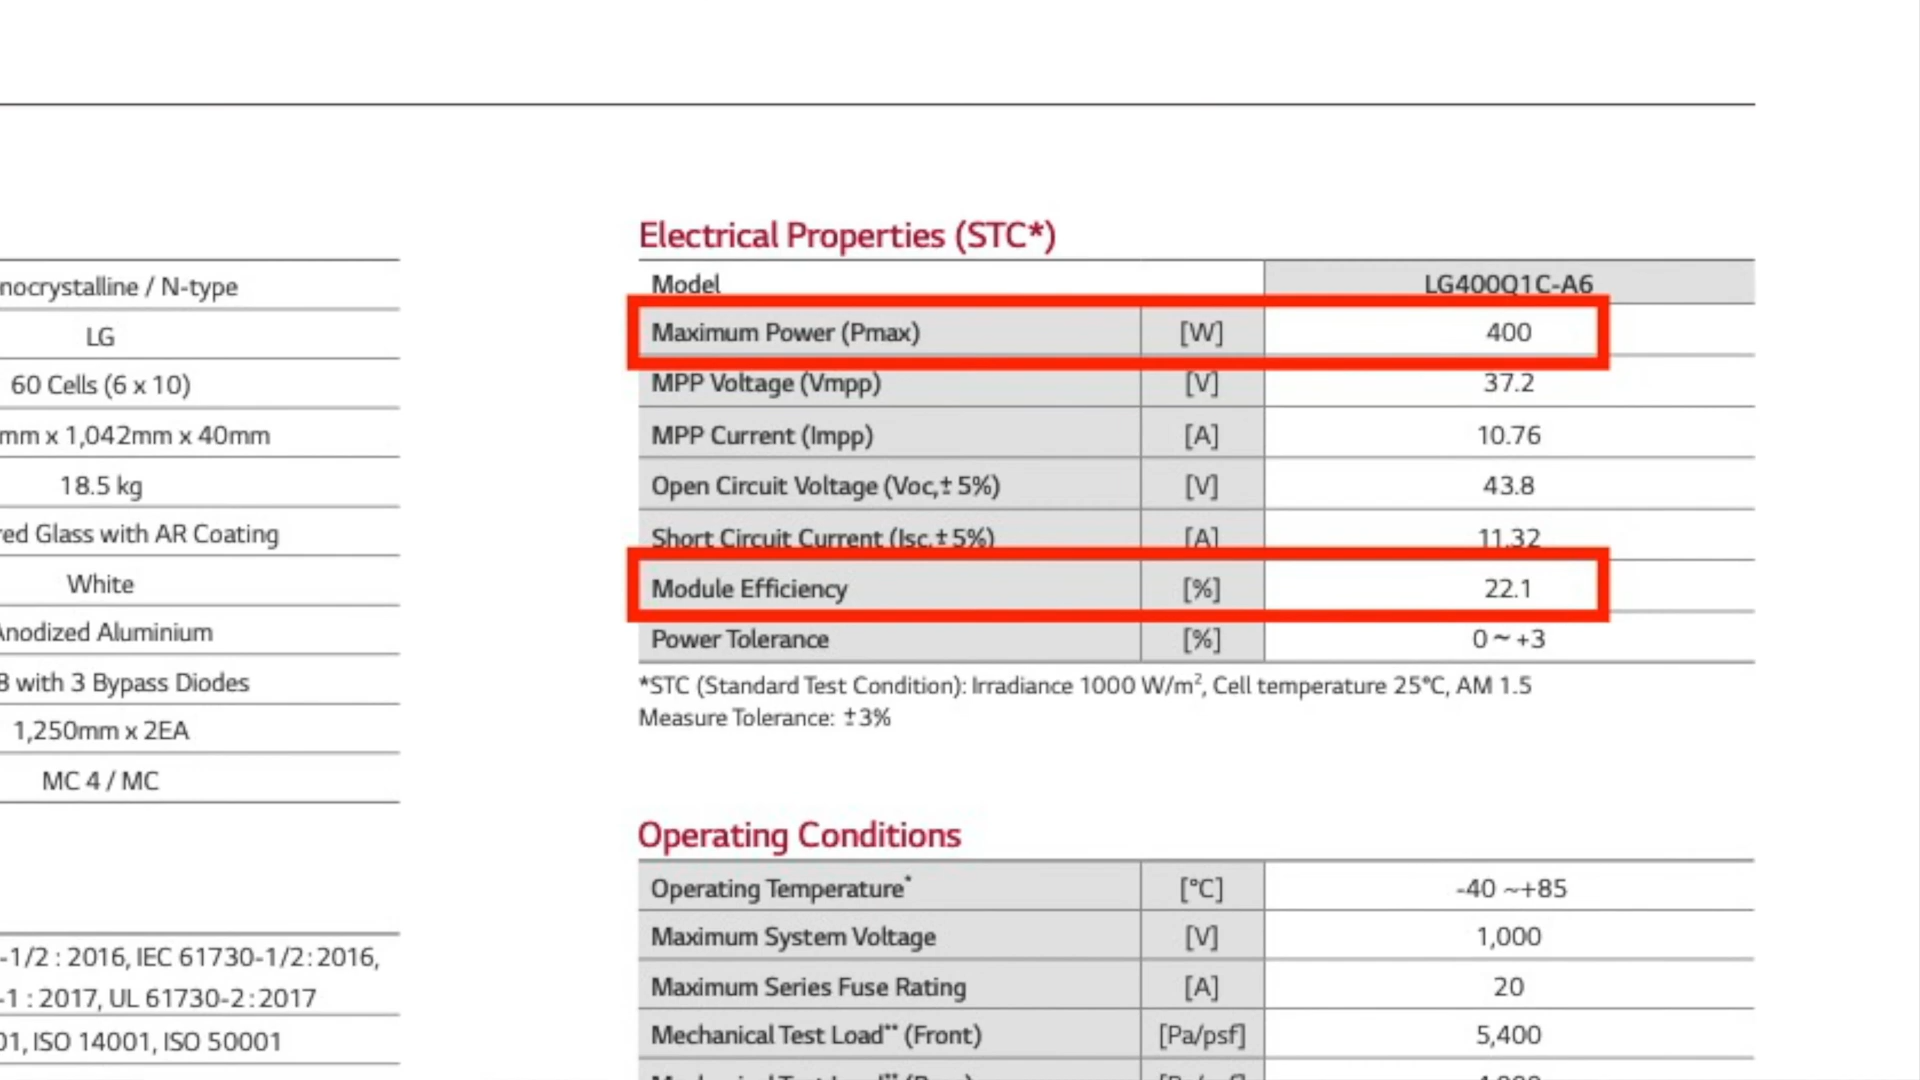 nocrystalline / N-type
LG
60 Cells (6 x 10)
mm x 1,042mm x 40mm
18.5 kg
red Glass with AR Coating
White
Anodized Aluminium
8 with 3 Bypass Diodes
1,250mm x 2EA
MC 4 / MC
-1/2 : 2016, IEC 61730-1/2: 2016,
-1 : 2017, UL 61730-2 : 2017
01, ISO 14001, ISO 50001
Electrical Properties (STC*)
Model LG400Q1C-A6
Maximum Power (Pmax) [W] 400
MPP Voltage (Vmpp) [V] 37.2
MPP Current (Impp) [A] 10.76
Open Circuit Voltage (Voc,± 5%) [V] 43.8
Short Circuit Current (Isc,± 5%) [A] 11.32
Module Efficiency [%] 22.1
Power Tolerance [%] 0 ~ +3
*STC (Standard Test Condition): Irradiance 1000 W/m², Cell temperature 25°C, AM 1.5
Measure Tolerance: ±3%
Operating Conditions
Operating Temperature* [°C] -40 ~+85
Maximum System Voltage [V] 1,000
Maximum Series Fuse Rating [A] 20
Mechanical Test Load** (Front) [Pa/psf] 5,400